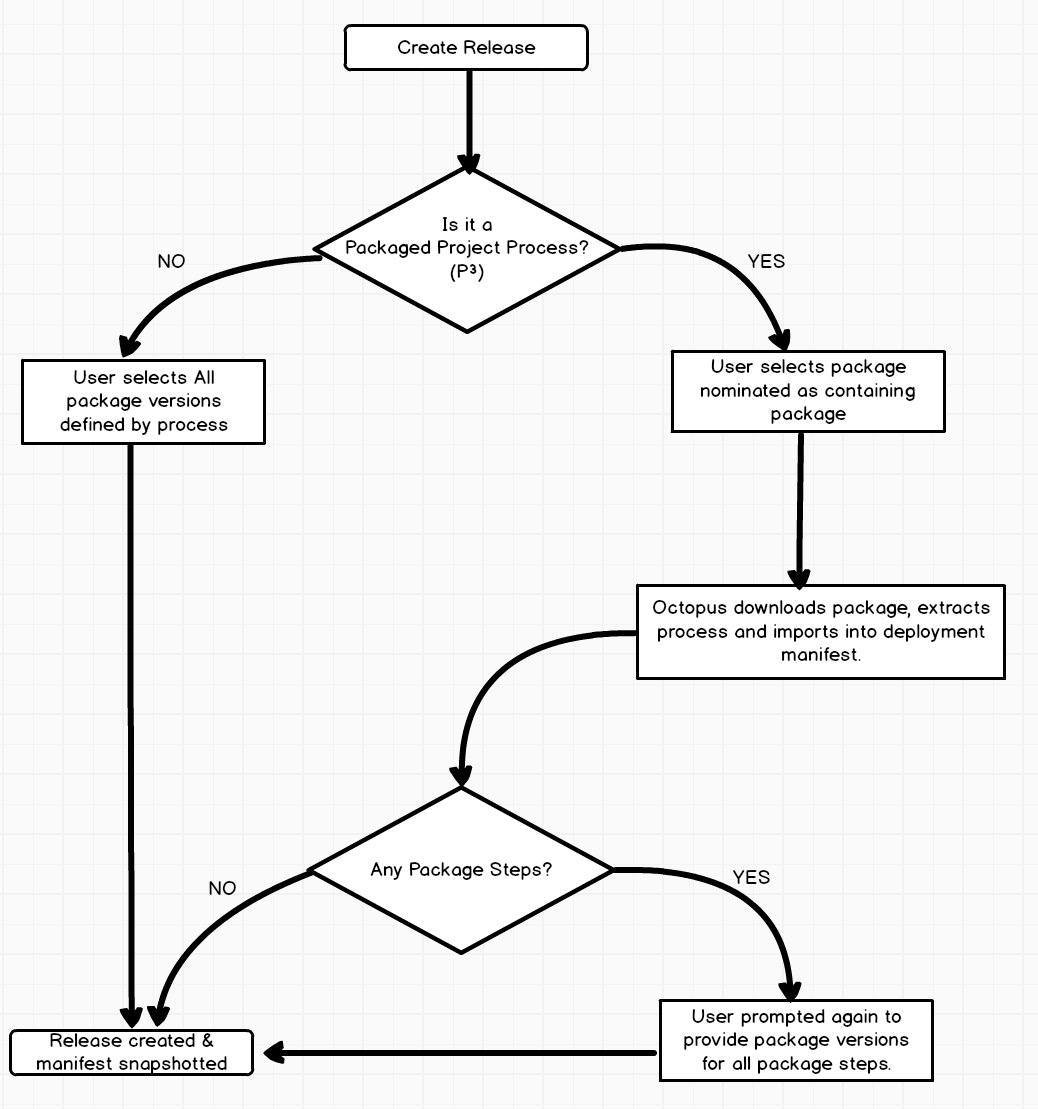 Create Release
Is it a
Packaged Project Process?
(P³)
NO
YES
User selects All
package versions
defined by process
User selects package
nominated as containing
package
Octopus downloads package, extracts
process and imports into deployment
manifest.
Any Package Steps?
NO
YES
User prompted again to
provide package versions
for all package steps.
Release created &
manifest snapshotted